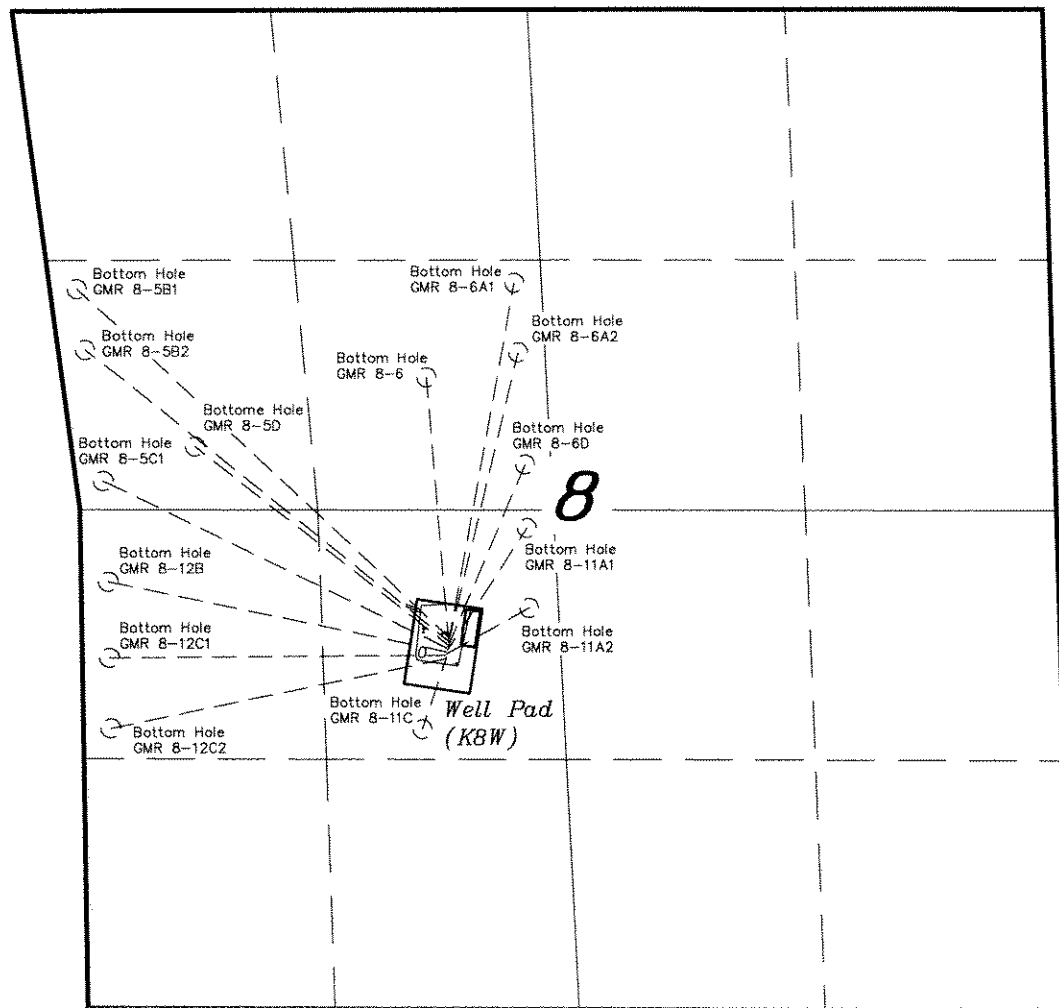 Bottom Hole
GMR 8-5B1
Bottom Hole
GMR 8-6A1
Bottom Hole
GMR 8-5B2
Bottom Hole
GMR 8-6A2
Bottom Hole
GMR 8-6
Bottome Hole
GMR 8-5D
Bottom Hole
GMR 8-5C1
Bottom Hole
GMR 8-6D
8
Bottom Hole
GMR 8-12B
Bottom Hole
GMR 8-11A1
Bottom Hole
GMR 8-12C1
Bottom Hole
GMR 8-11A2
Bottom Hole
GMR 8-11C
Well Pad
(K8W)
Bottom Hole
GMR 8-12C2